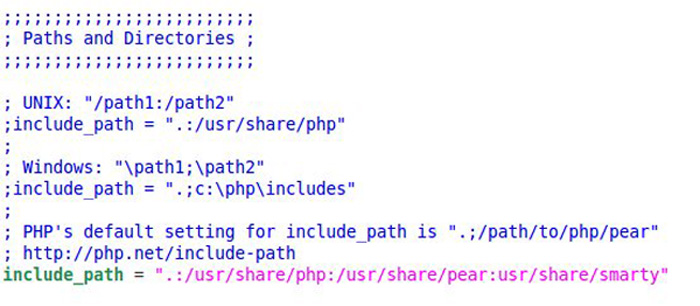 ;;;;;;;;;;;;;;;;;;;;;;;;;
; Paths and Directories ;
;;;;;;;;;;;;;;;;;;;;;;;;;
; UNIX: "/path1:/path2"
;include_path = ".:/usr/share/php"
;
; Windows: "\path1;\path2"
;include_path = ".;c:\php\includes"
;
; PHP's default setting for include_path is ".;/path/to/php/pear"
; http://php.net/include-path
include_path = ".:/usr/share/php:/usr/share/pear:usr/share/smarty"